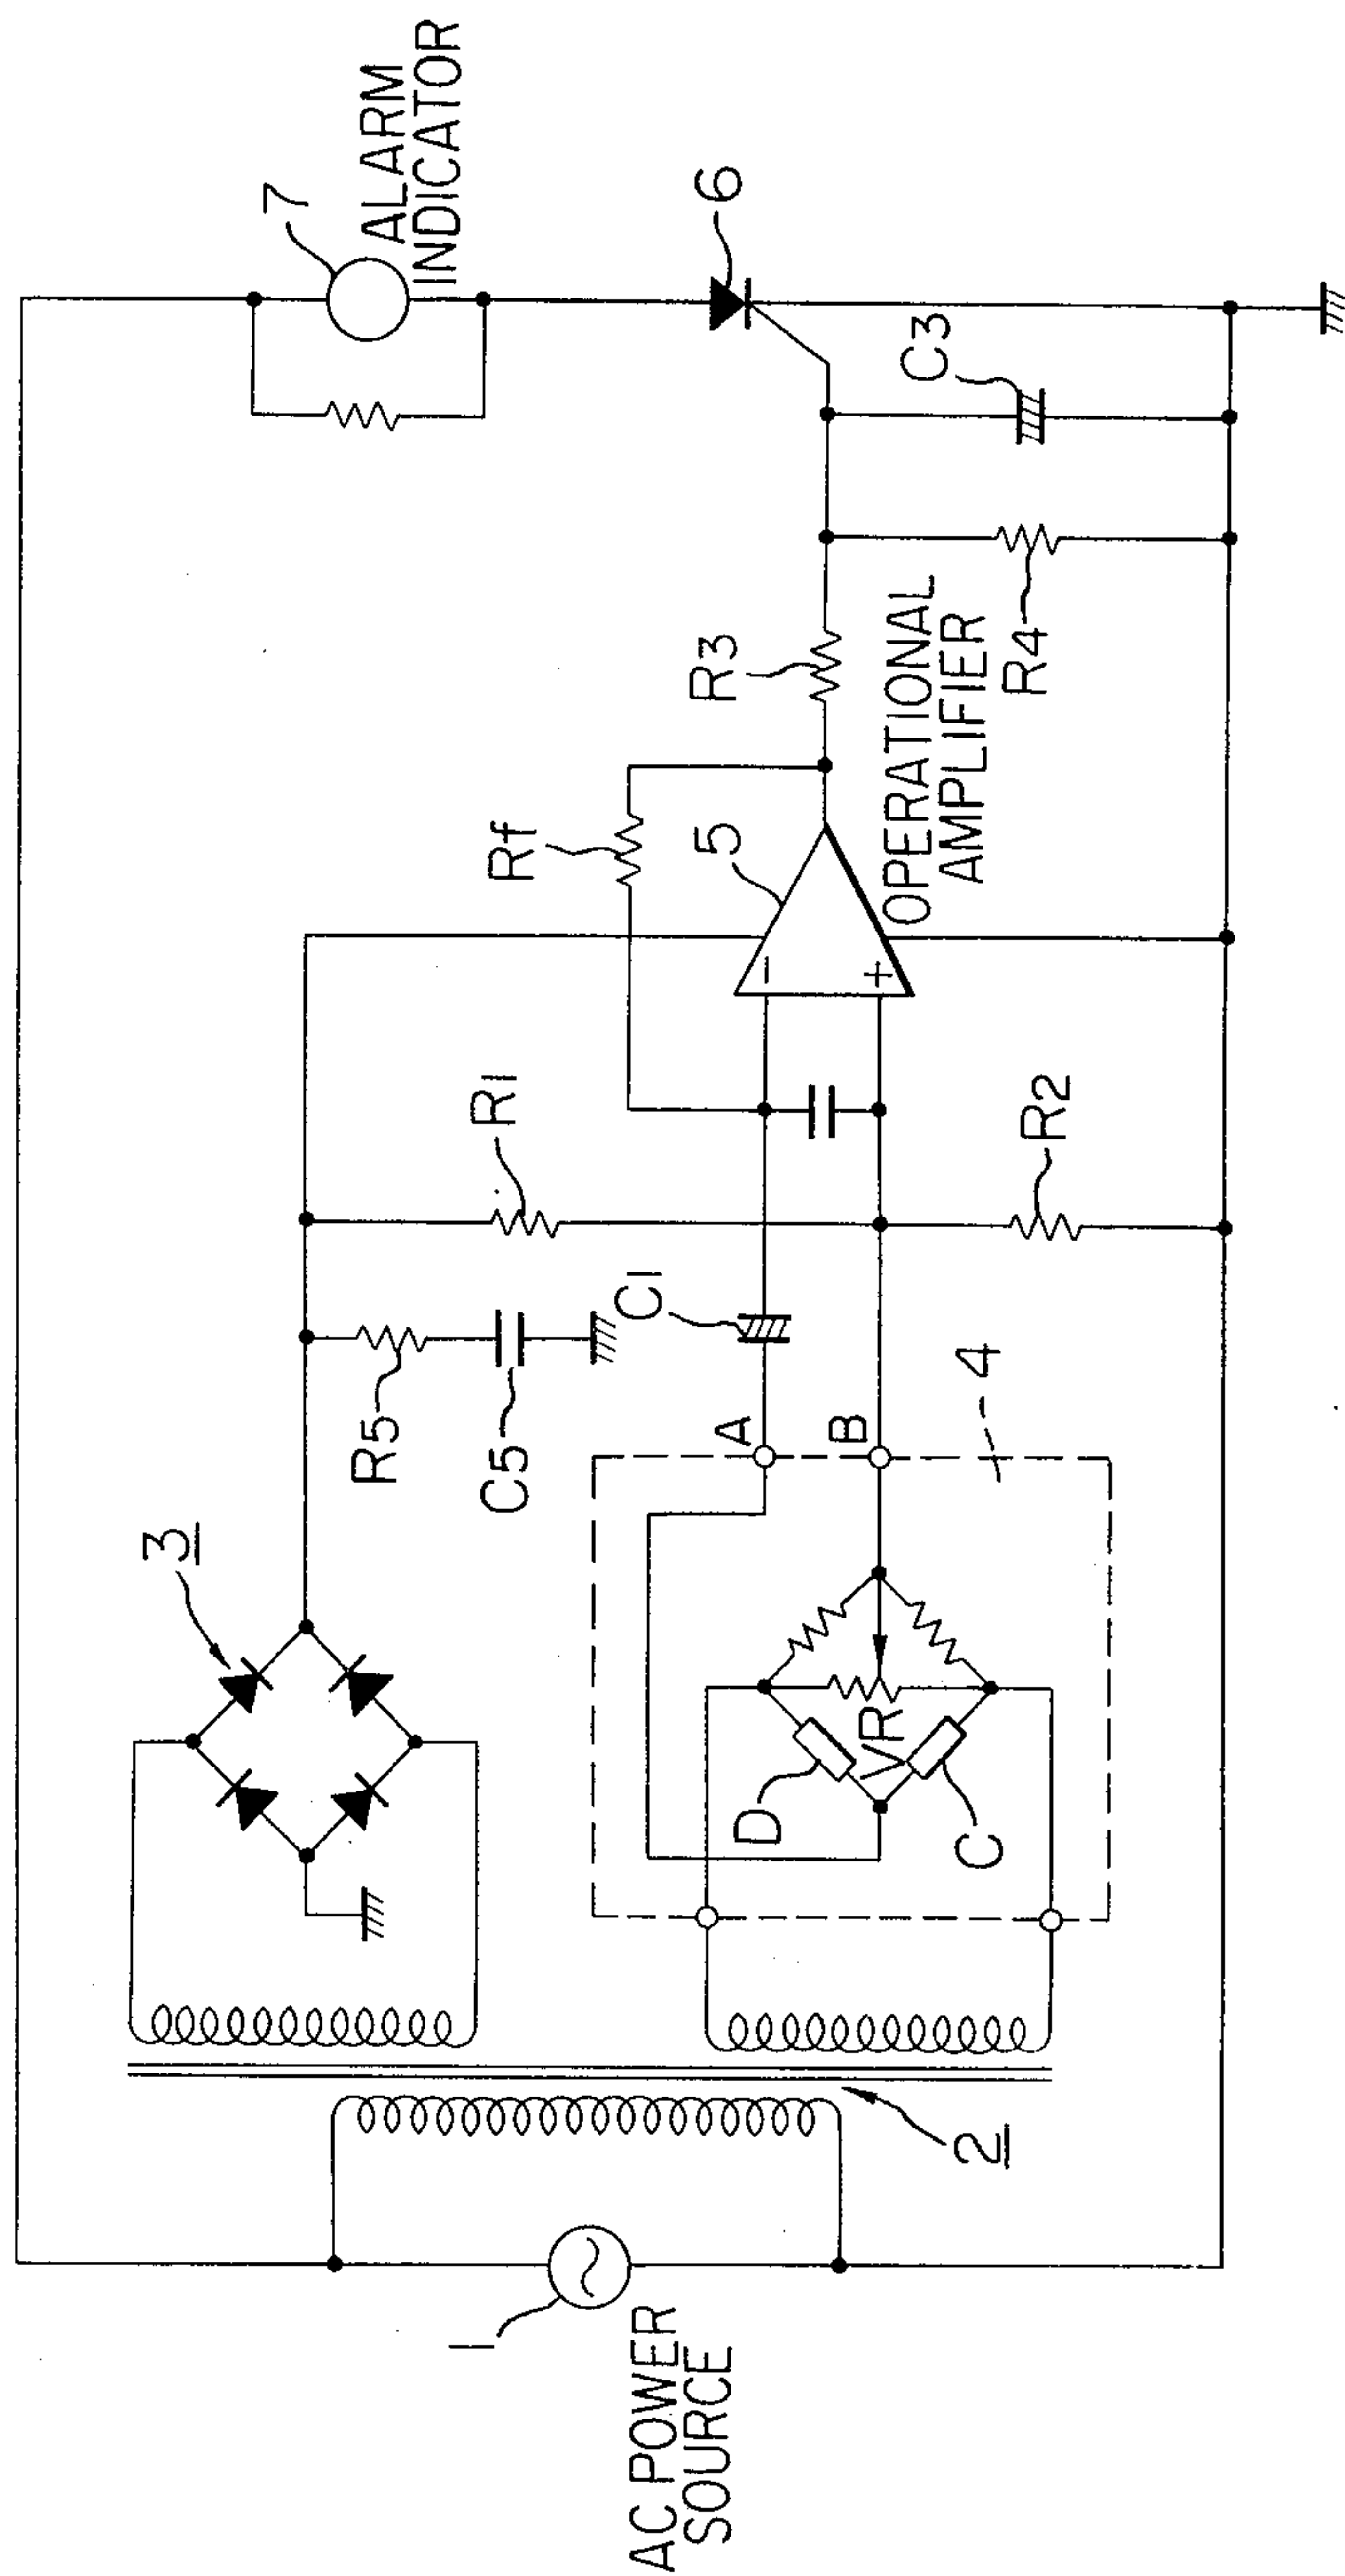 7
ALARM
INDICATOR
6
C3
R3
R4
Rf
5
OPERATIONAL
AMPLIFIER
R1
R2
3
R5
C5
C1
A
B
4
D
VR
C
2
1
AC POWER
SOURCE
−
+